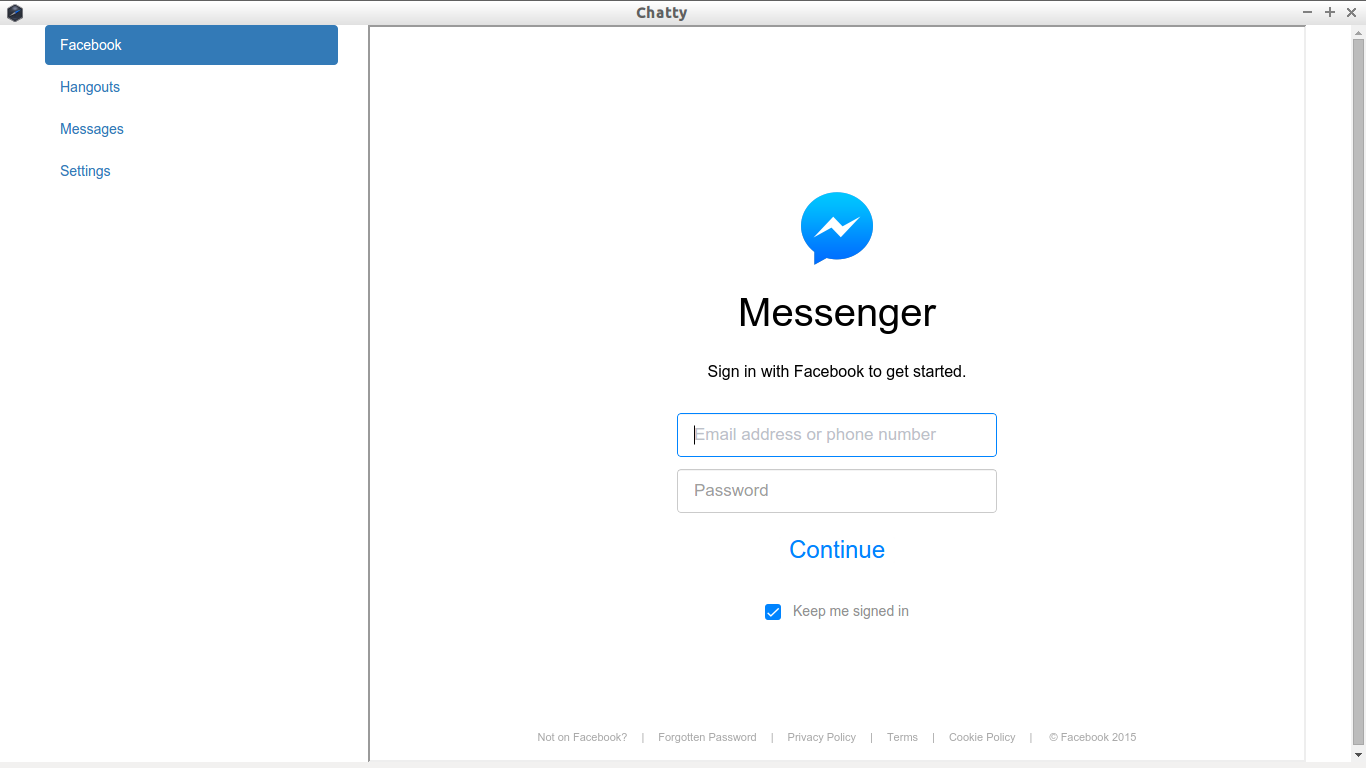 Chatty
Facebook
Hangouts
Messages
Settings
Messenger
Sign in with Facebook to get started.
Email address or phone number
Password
Continue
Keep me signed in
Not on Facebook? | Forgotten Password | Privacy Policy | Terms | Cookie Policy | © Facebook 2015